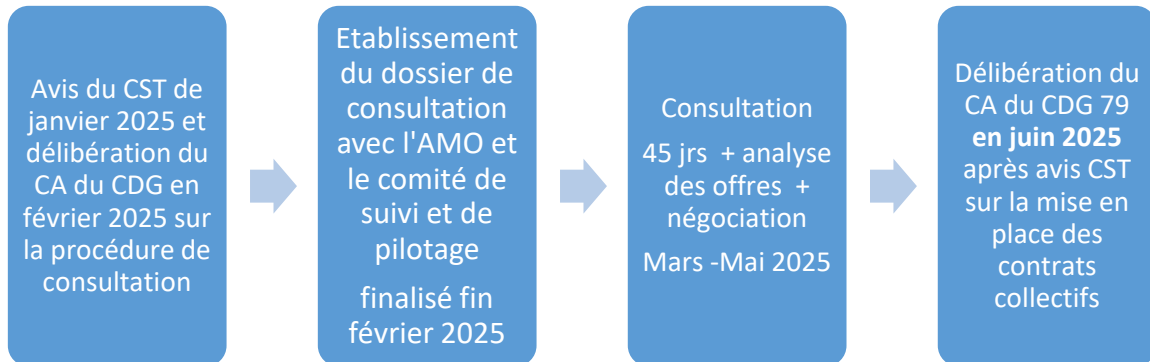 Avis du CST de
janvier 2025 et
délibération du
CA du CDG en
février 2025 sur
la procédure de
consultation
Etablissement
du dossier de
consultation
avec l'AMO et
le comité de
suivi et de
pilotage
finalisé fin
février 2025
Consultation
45 jrs + analyse
des offres +
négociation
Mars -Mai 2025
Délibération du
CA du CDG 79
en juin 2025
après avis CST
sur la mise en
place des
contrats
collectifs